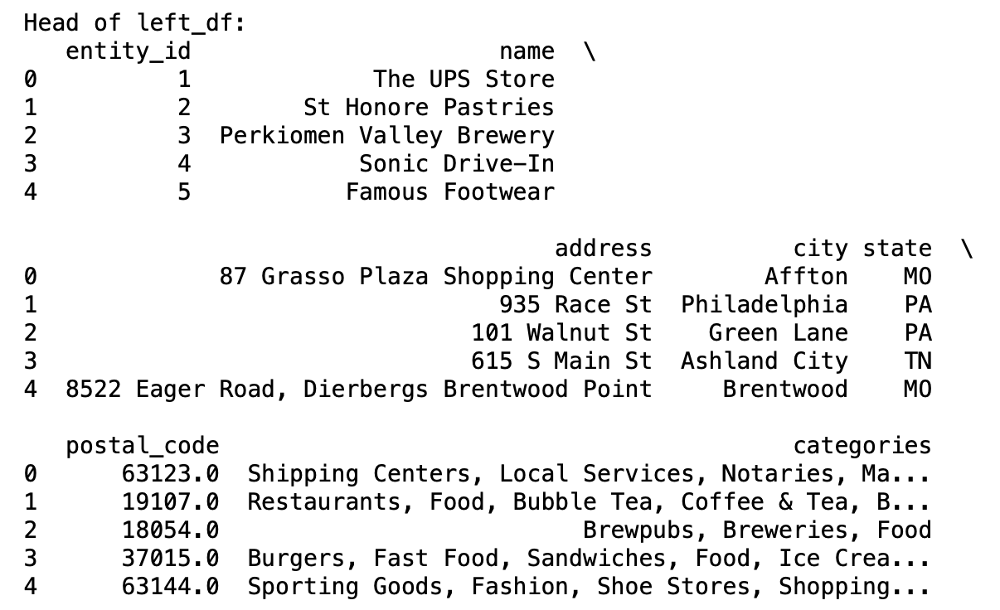 Head of left_df:
   entity_id                      name  \
0          1             The UPS Store
1          2        St Honore Pastries
2          3  Perkiomen Valley Brewery
3          4            Sonic Drive-In
4          5           Famous Footwear

                                      address          city state  \
0             87 Grasso Plaza Shopping Center        Affton    MO
1                                 935 Race St  Philadelphia    PA
2                               101 Walnut St    Green Lane    PA
3                               615 S Main St  Ashland City    TN
4  8522 Eager Road, Dierbergs Brentwood Point     Brentwood    MO

   postal_code                                         categories
0      63123.0  Shipping Centers, Local Services, Notaries, Ma...
1      19107.0  Restaurants, Food, Bubble Tea, Coffee & Tea, B...
2      18054.0                          Brewpubs, Breweries, Food
3      37015.0  Burgers, Fast Food, Sandwiches, Food, Ice Crea...
4      63144.0  Sporting Goods, Fashion, Shoe Stores, Shopping...